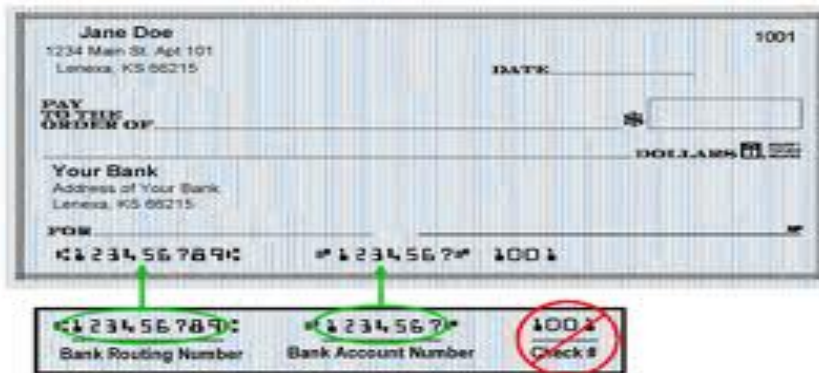 Jane Doe
1234 Main St. Apt 101
Lenexa, KS 66215
1001
DATE
PAY
TO THE
ORDER OF
$
DOLLARS
Your Bank
Address of Your Bank
Lenexa, KS 66215
FOR
⑆123456789⑆ ⑈1234567⑈ 1001
⑆123456789⑆ ⑈1234567⑈ 1001
Bank Routing Number Bank Account Number Check #